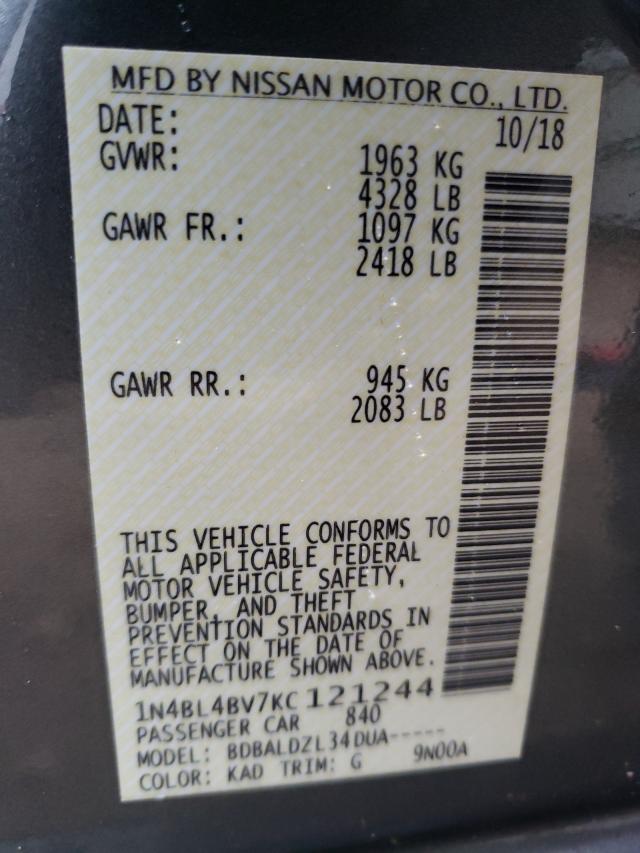 MFD BY NISSAN MOTOR CO., LTD.
DATE: 10/18
GVWR: 1963 KG
4328 LB
GAWR FR.: 1097 KG
2418 LB
GAWR RR.: 945 KG
2083 LB
THIS VEHICLE CONFORMS TO
ALL APPLICABLE FEDERAL
MOTOR VEHICLE SAFETY,
BUMPER, AND THEFT
PREVENTION STANDARDS IN
EFFECT ON THE DATE OF
MANUFACTURE SHOWN ABOVE.
1N4BL4BV7KC121244
PASSENGER CAR 840
MODEL: BDBALDZL34DUA-----
COLOR: KAD TRIM: G 9N00A